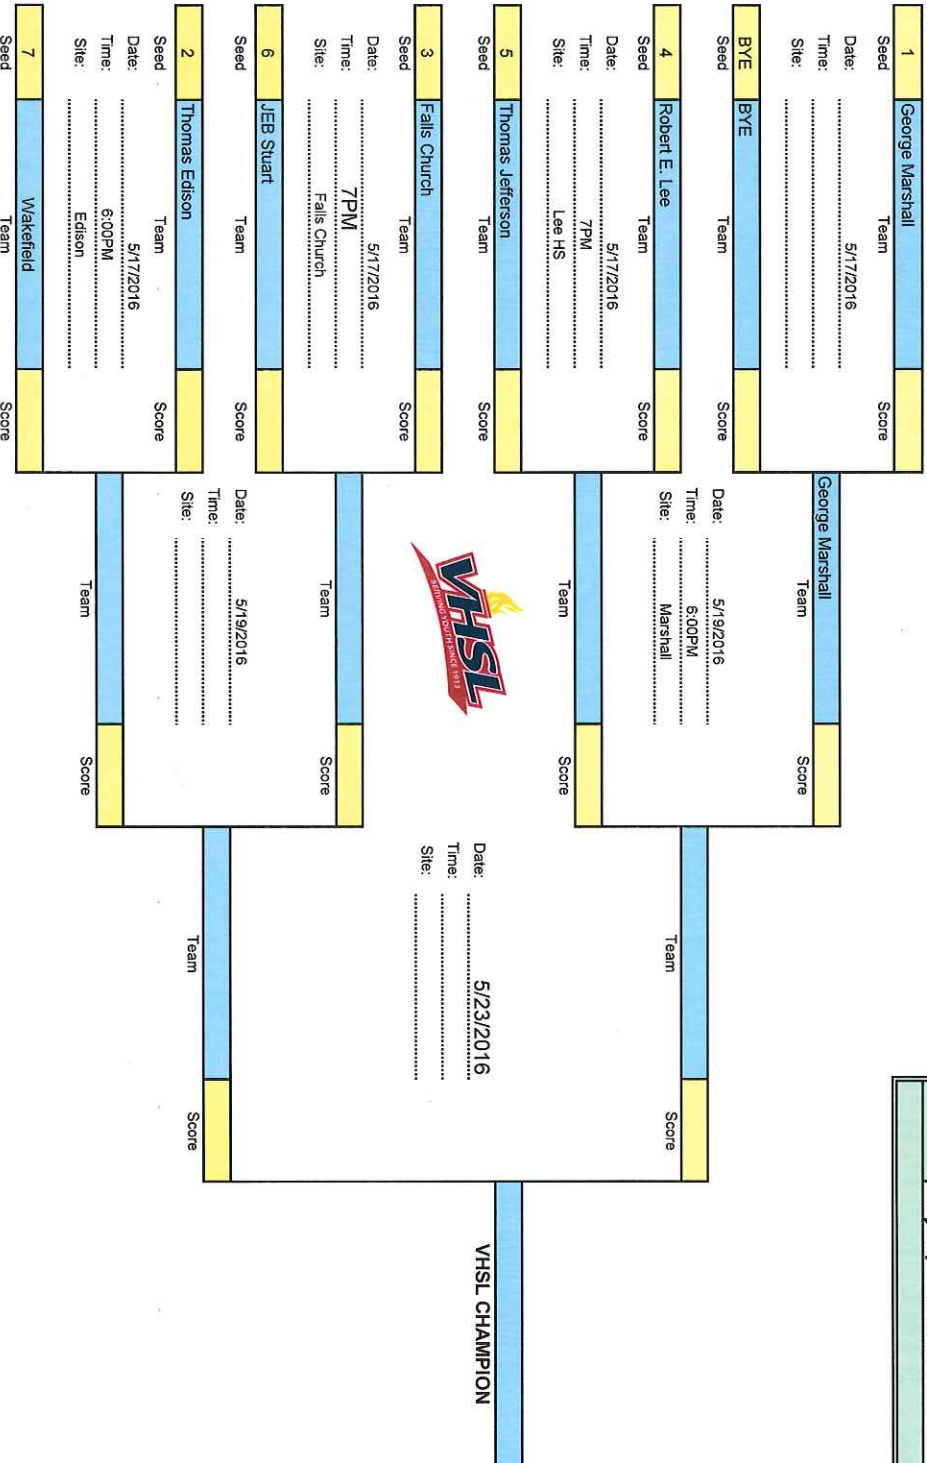 1 George Marshall
Seed Team Score
Date: 5/17/2016
Time:
Site:
BYE BYE
Seed
4 Robert E. Lee
Seed Team Score
Date: 5/17/2016
Time: 7PM
Site: Lee HS
5 Thomas Jefferson
Seed Team Score
3 Falls Church
Seed Team Score
Date: 5/17/2016
Time: 7PM
Site: Falls Church
6 JEB Stuart
Seed Team Score
2 Thomas Edison
Seed Team Score
Date: 5/17/2016
Time: 6:00PM
Site: Edison
7 Wakefield
Seed Team Score
George Marshall
Team Score
Date: 5/19/2016
Time: 6:00PM
Site: Marshall
Team Score
VHSL
SERVING YOUTH SINCE 1913
Team Score
Date: 5/19/2016
Time:
Site:
Team Score
Team Score
Date: 5/23/2016
Time:
Site:
Team Score
VHSL CHAMPION